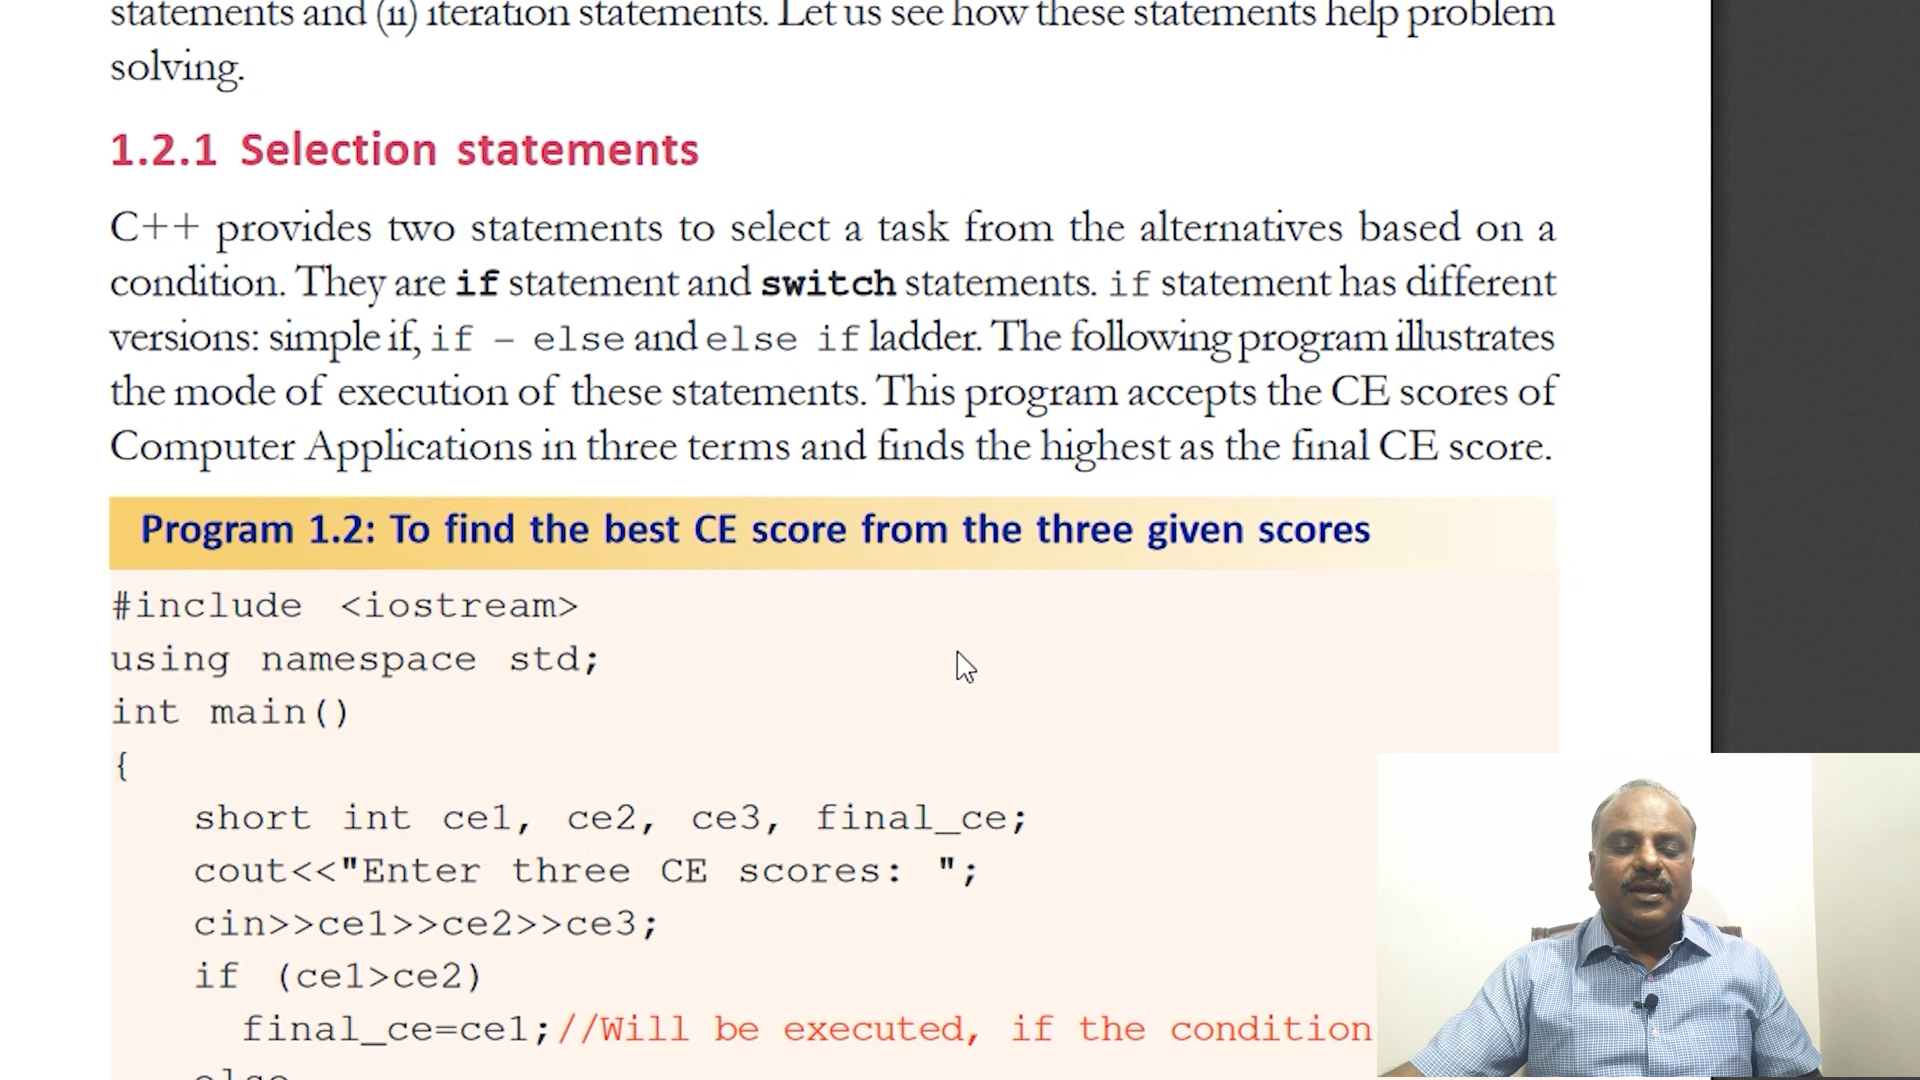 statements and (ii) iteration statements. Let us see how these statements help problem
solving.
1.2.1 Selection statements
C++ provides two statements to select a task from the alternatives based on a
condition. They are if statement and switch statements. if statement has different
versions: simple if, if - else and else if ladder. The following program illustrates
the mode of execution of these statements. This program accepts the CE scores of
Computer Applications in three terms and finds the highest as the final CE score.
Program 1.2: To find the best CE score from the three given scores
#include <iostream>
using namespace std;
int main()
{
short int ce1, ce2, ce3, final_ce;
cout<<"Enter three CE scores: ";
cin>>ce1>>ce2>>ce3;
if (ce1>ce2)
final_ce=ce1;//Will be executed, if the condition
else